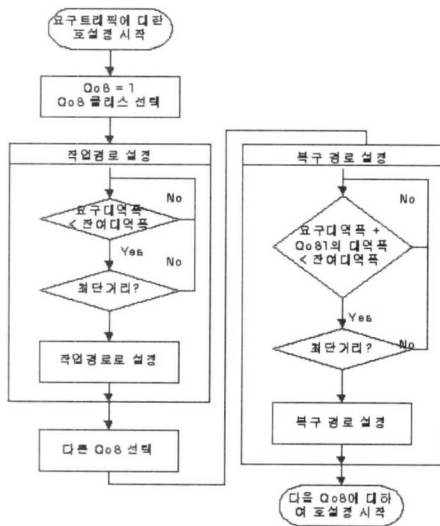 요구트래픽에 대한
호설정 시작
QoS = 1
QoS 클래스 선택
작업경로 설정
No
요구대역폭
< 잔여대역폭
Yes
No
최단거리?
작업경로로 설정
다른 QoS 선택
복구 경로 설정
No
요구대역폭 +
QoS1의 대역폭
< 잔여대역폭
Yes
최단거리?
No
복구 경로 설정
다음 QoS에 대하
여 호설정 시작